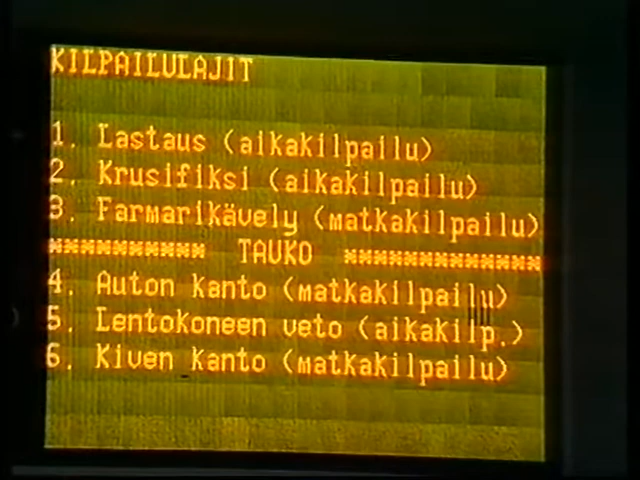 KILPAILULAJIT
1. Lastaus (aikakilpailu)
2. Krusifiksi (aikakilpailu)
3. Farmarikävely (matkakilpailu)
********** TAUKO *************
4. Auton kanto (matkakilpailu)
5. Lentokoneen veto (aikakilp.)
6. Kiven kanto (matkakilpailu)